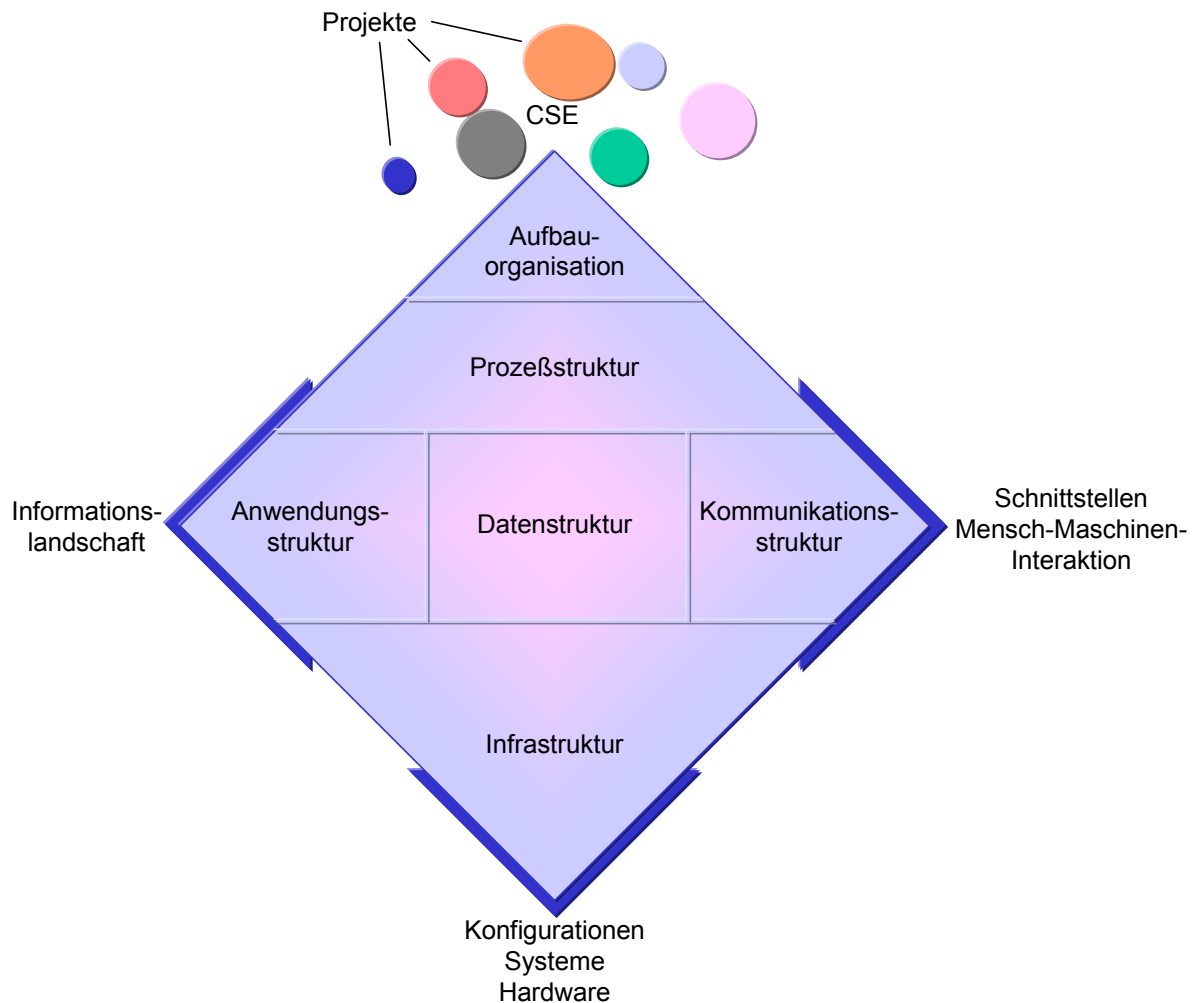 Projekte
CSE
Aufbau-
organisation
Prozeßstruktur
Informations-
landschaft
Anwendungs-
struktur
Datenstruktur
Kommunikations-
struktur
Schnittstellen
Mensch-Maschinen-
Interaktion
Infrastruktur
Konfigurationen
Systeme
Hardware